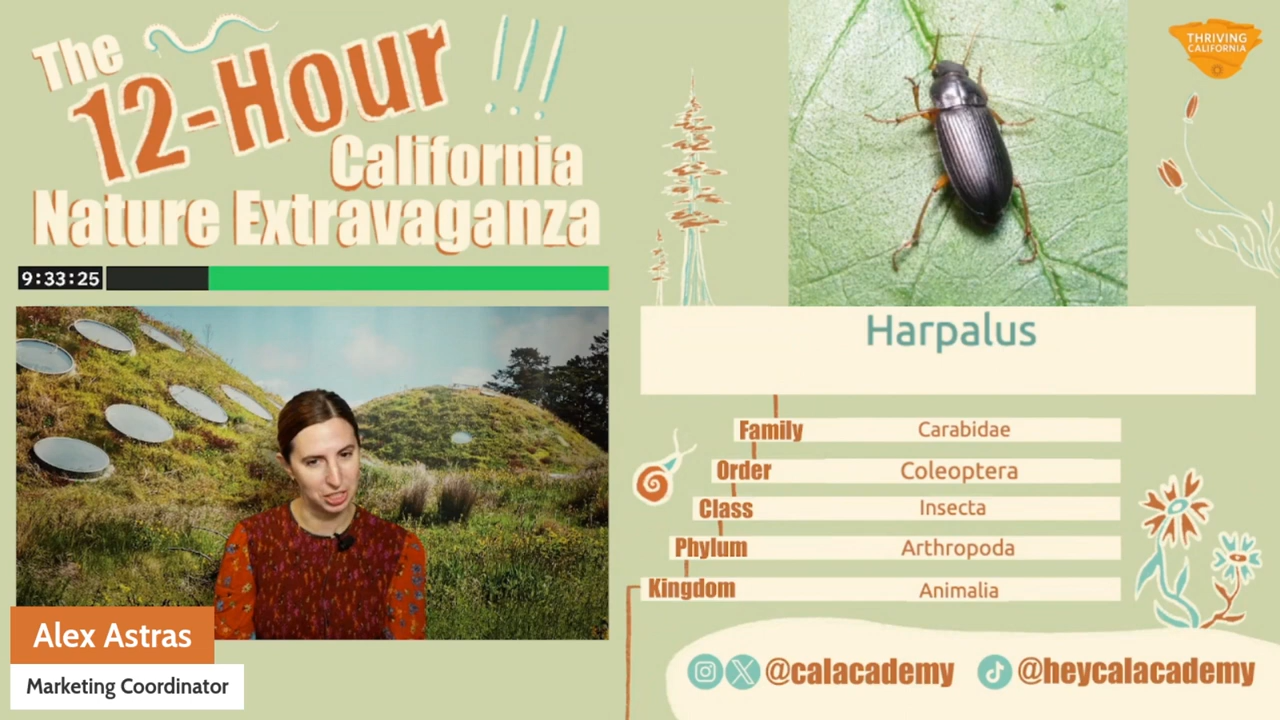 The
12-Hour !!!
California
Nature Extravaganza
9:33:25
Alex Astras
Marketing Coordinator
THRIVING
CALIFORNIA
Harpalus
Family Carabidae
Order Coleoptera
Class Insecta
Phylum Arthropoda
Kingdom Animalia
@calacademy @heycalacademy